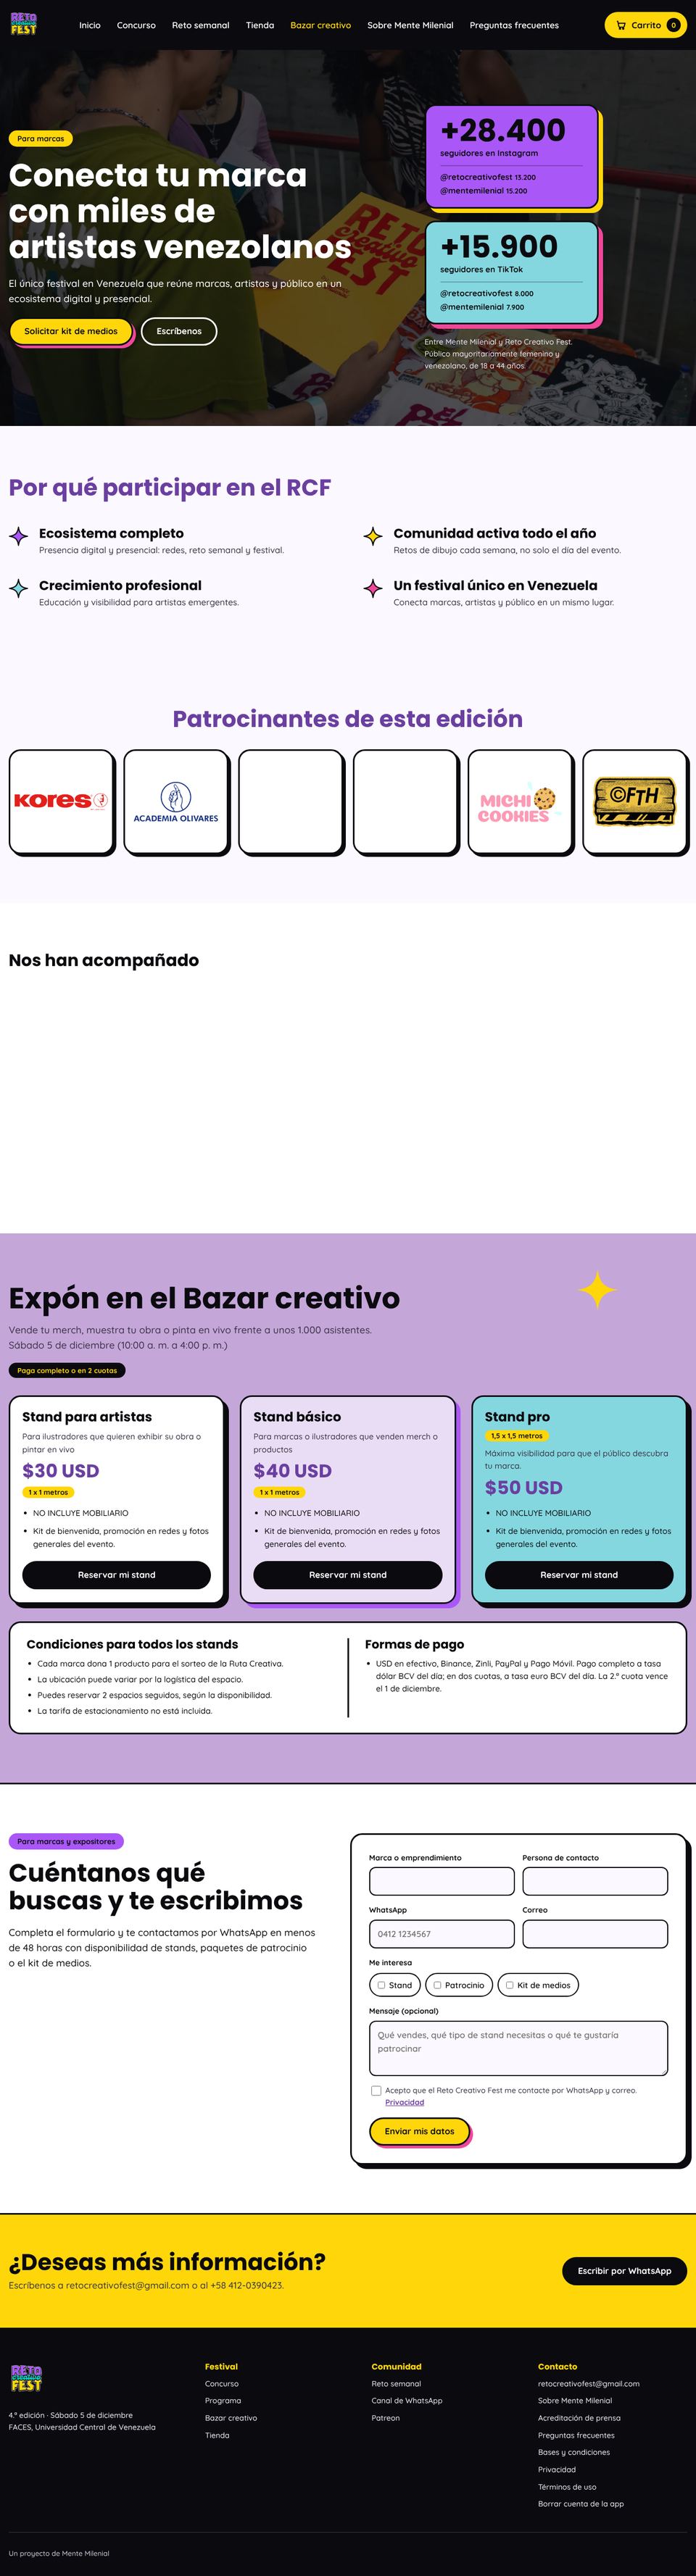 RETO
creativo
FEST
Inicio
Concurso
Reto semanal
Tienda
Bazar creativo
Sobre Mente Milenial
Preguntas frecuentes
Carrito 0
Para marcas
Conecta tu marca
con miles de
artistas venezolanos
El único festival en Venezuela que reúne marcas, artistas y público en un
ecosistema digital y presencial.
Solicitar kit de medios
Escríbenos
+28.400
seguidores en Instagram
@retocreativofest 13.200
@mentemilenial 15.200
+15.900
seguidores en TikTok
@retocreativofest 8.000
@mentemilenial 7.900
Entre Mente Milenial y Reto Creativo Fest.
Público mayoritariamente femenino y
venezolano, de 18 a 44 años.
Por qué participar en el RCF
Ecosistema completo
Presencia digital y presencial: redes, reto semanal y festival.
Comunidad activa todo el año
Retos de dibujo cada semana, no solo el día del evento.
Crecimiento profesional
Educación y visibilidad para artistas emergentes.
Un festival único en Venezuela
Conecta marcas, artistas y público en un mismo lugar.
Patrocinantes de esta edición
Kores
ACADEMIA OLIVARES
MICHI
COOKIES
©FTH
Nos han acompañado
Expón en el Bazar creativo
Vende tu merch, muestra tu obra o pinta en vivo frente a unos 1.000 asistentes.
Sábado 5 de diciembre (10:00 a. m. a 4:00 p. m.)
Paga completo o en 2 cuotas
Stand para artistas
Para ilustradores que quieren exhibir su obra o
pintar en vivo
$30 USD
1 x 1 metros
NO INCLUYE MOBILIARIO
Kit de bienvenida, promoción en redes y fotos
generales del evento.
Reservar mi stand
Stand básico
Para marcas o ilustradores que venden merch o
productos
$40 USD
1 x 1 metros
NO INCLUYE MOBILIARIO
Kit de bienvenida, promoción en redes y fotos
generales del evento.
Reservar mi stand
Stand pro
1,5 x 1,5 metros
Máxima visibilidad para que el público descubra
tu marca.
$50 USD
NO INCLUYE MOBILIARIO
Kit de bienvenida, promoción en redes y fotos
generales del evento.
Reservar mi stand
Condiciones para todos los stands
Cada marca dona 1 producto para el sorteo de la Ruta Creativa.
La ubicación puede variar por la logística del espacio.
Puedes reservar 2 espacios seguidos, según la disponibilidad.
La tarifa de estacionamiento no está incluida.
Formas de pago
USD en efectivo, Binance, Zinli, PayPal y Pago Móvil. Pago completo a tasa
dólar BCV del día; en dos cuotas, a tasa euro BCV del día. La 2.ª cuota vence
el 1 de diciembre.
Para marcas y expositores
Cuéntanos qué
buscas y te escribimos
Completa el formulario y te contactamos por WhatsApp en menos
de 48 horas con disponibilidad de stands, paquetes de patrocinio
o el kit de medios.
Marca o emprendimiento
Persona de contacto
WhatsApp
Correo
0412 1234567
Me interesa
Stand
Patrocinio
Kit de medios
Mensaje (opcional)
Qué vendes, qué tipo de stand necesitas o qué te gustaría
patrocinar
Acepto que el Reto Creativo Fest me contacte por WhatsApp y correo.
Privacidad
Enviar mis datos
¿Deseas más información?
Escríbenos a retocreativofest@gmail.com o al +58 412-0390423.
Escribir por WhatsApp
RETO
creativo
FEST
4.ª edición · Sábado 5 de diciembre
FACES, Universidad Central de Venezuela
Festival
Concurso
Programa
Bazar creativo
Tienda
Comunidad
Reto semanal
Canal de WhatsApp
Patreon
Contacto
retocreativofest@gmail.com
Sobre Mente Milenial
Acreditación de prensa
Preguntas frecuentes
Bases y condiciones
Privacidad
Términos de uso
Borrar cuenta de la app
Un proyecto de Mente Milenial